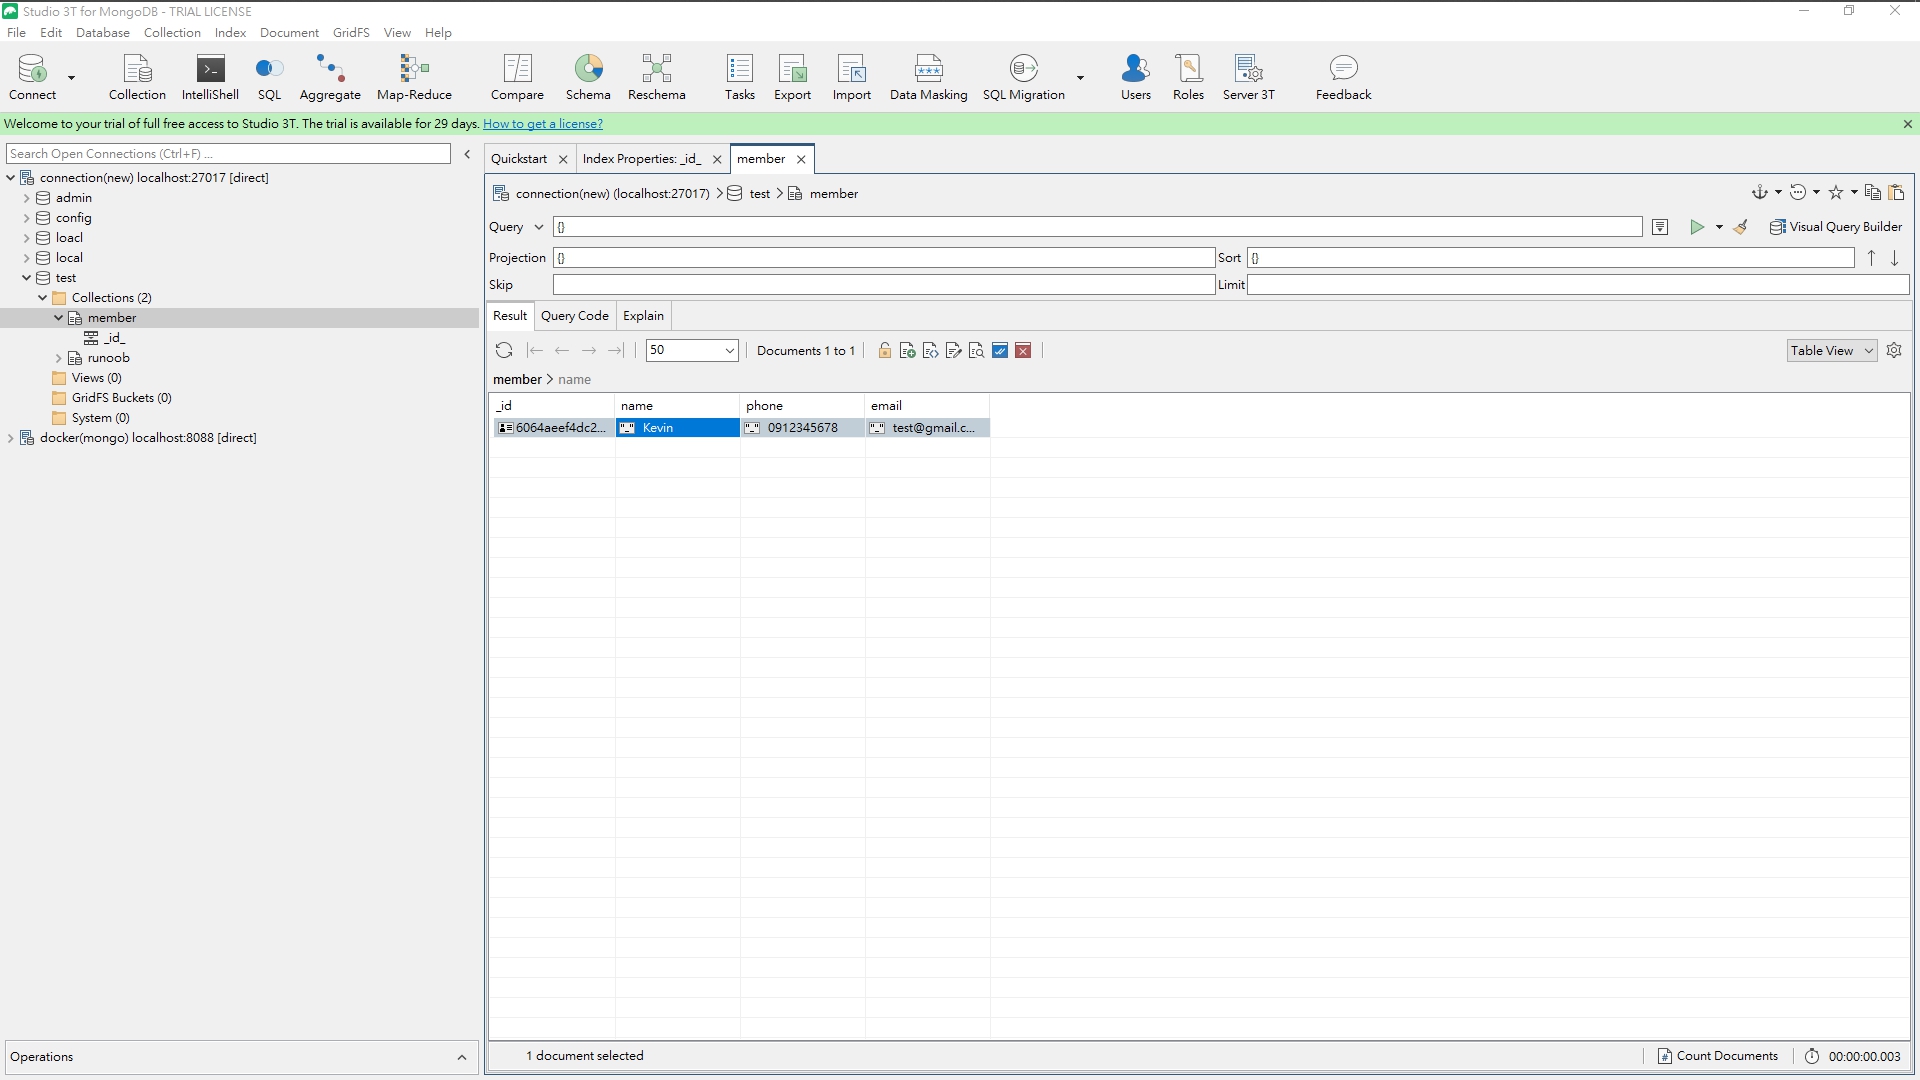 Studio 3T for MongoDB - TRIAL LICENSE
File Edit Database Collection Index Document GridFS View Help
Connect Collection IntelliShell SQL Aggregate Map-Reduce Compare Schema Reschema Tasks Export Import Data Masking SQL Migration Users Roles Server 3T Feedback
Welcome to your trial of full free access to Studio 3T. The trial is available for 29 days. How to get a license?
Search Open Connections (Ctrl+F) ...
connection(new) localhost:27017 [direct]
admin
config
loacl
local
test
Collections (2)
member
_id_
runoob
Views (0)
GridFS Buckets (0)
System (0)
docker(mongo) localhost:8088 [direct]
Operations
Quickstart Index Properties: _id_ member
connection(new) (localhost:27017) test member
Query {} Visual Query Builder
Projection {} Sort {}
Skip Limit
Result Query Code Explain
50 Documents 1 to 1 Table View
member > name
_id name phone email
6064aeef4dc2... Kevin 0912345678 test@gmail.c...
1 document selected Count Documents 00:00:00.003